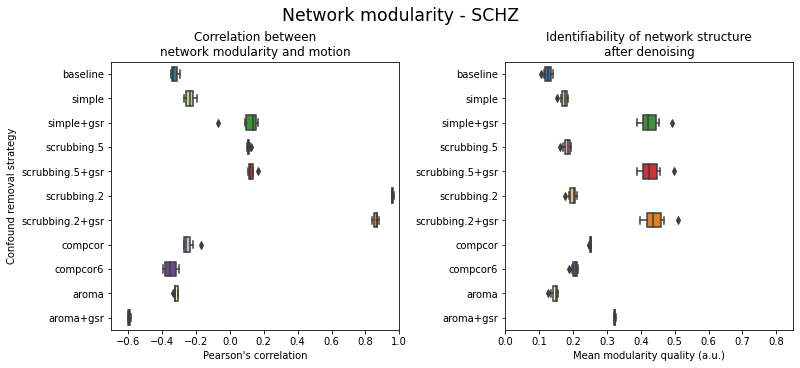 Network modularity - SCHZ
Correlation between
network modularity and motion
Confound removal strategy
baseline
simple
simple+gsr
scrubbing.5
scrubbing.5+gsr
scrubbing.2
scrubbing.2+gsr
compcor
compcor6
aroma
aroma+gsr
−0.6 −0.4 −0.2 0.0 0.2 0.4 0.6 0.8 1.0
Pearson's correlation
Identifiability of network structure
after denoising
baseline
simple
simple+gsr
scrubbing.5
scrubbing.5+gsr
scrubbing.2
scrubbing.2+gsr
compcor
compcor6
aroma
aroma+gsr
0.0 0.1 0.2 0.3 0.4 0.5 0.6 0.7 0.8
Mean modularity quality (a.u.)